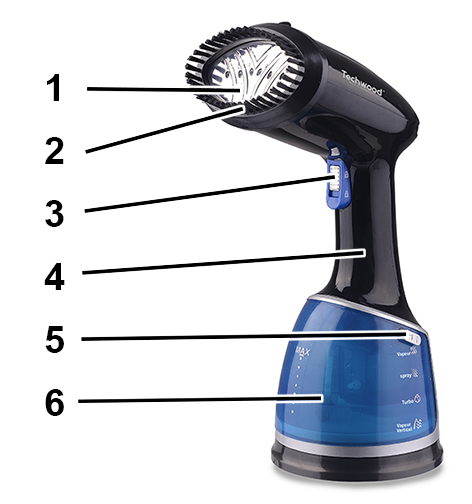 Techwood
1
2
3
4
5
6
MAX
Vapeur
spray
Turbo
Vapeur
Vertical